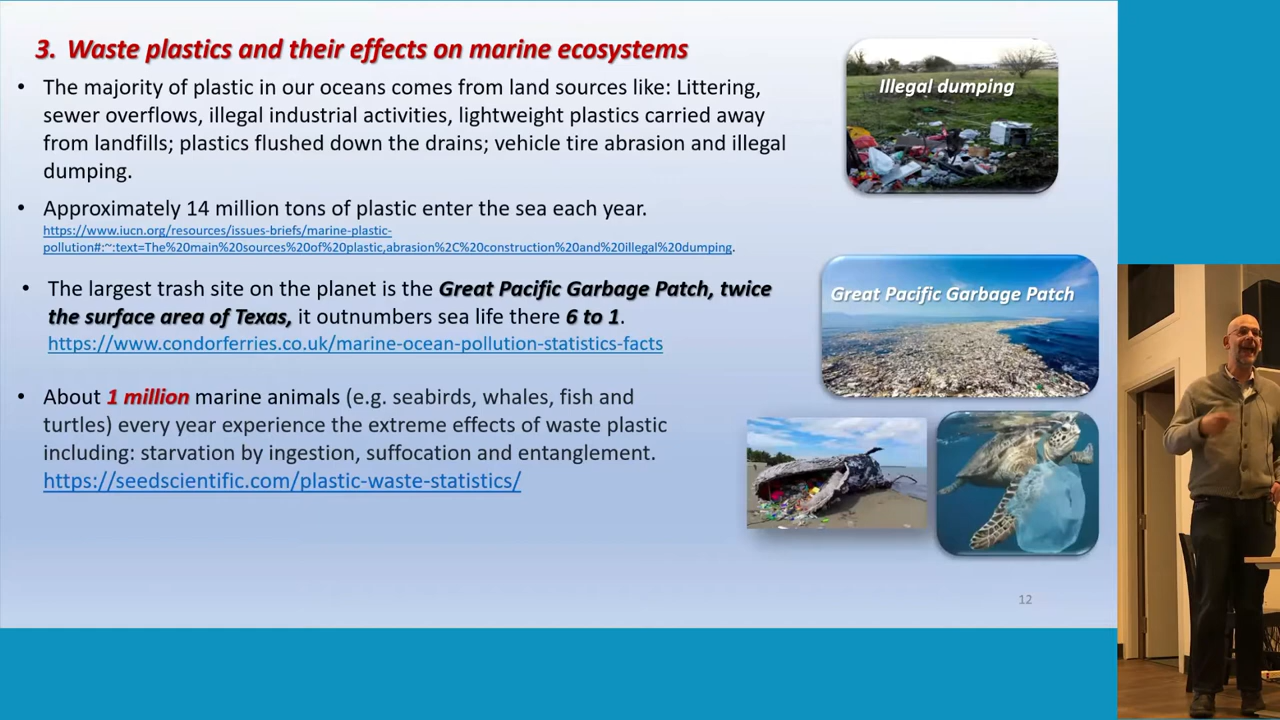 3. Waste plastics and their effects on marine ecosystems
• The majority of plastic in our oceans comes from land sources like: Littering,
sewer overflows, illegal industrial activities, lightweight plastics carried away
from landfills; plastics flushed down the drains; vehicle tire abrasion and illegal
dumping.
• Approximately 14 million tons of plastic enter the sea each year.
https://www.iucn.org/resources/issues-briefs/marine-plastic-
pollution#:~:text=The%20main%20sources%20of%20plastic,abrasion%2C%20construction%20and%20illegal%20dumping.
• The largest trash site on the planet is the Great Pacific Garbage Patch, twice
the surface area of Texas, it outnumbers sea life there 6 to 1.
https://www.condorferries.co.uk/marine-ocean-pollution-statistics-facts
• About 1 million marine animals (e.g. seabirds, whales, fish and
turtles) every year experience the extreme effects of waste plastic
including: starvation by ingestion, suffocation and entanglement.
https://seedscientific.com/plastic-waste-statistics/
Illegal dumping
Great Pacific Garbage Patch
12